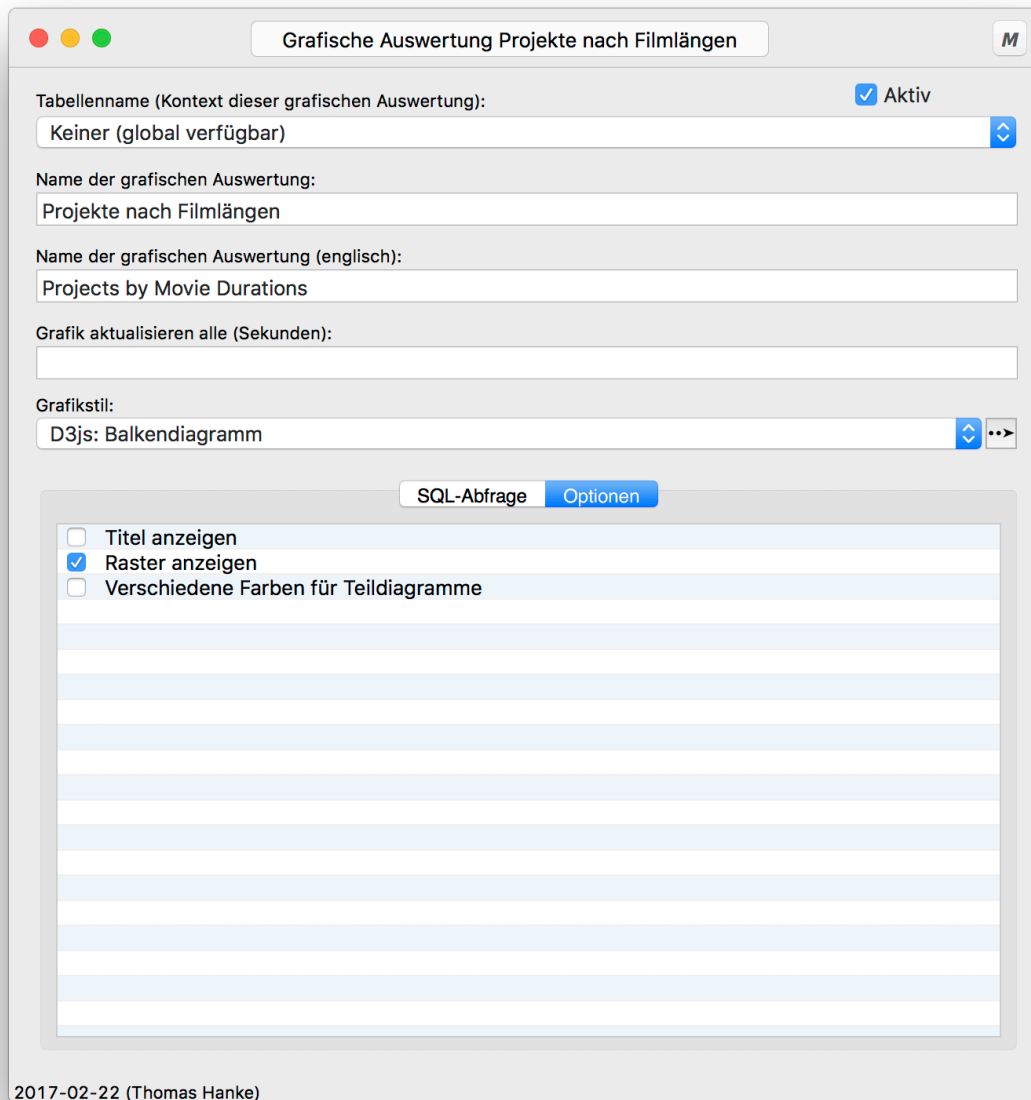 Grafische Auswertung Projekte nach Filmlängen
M
Tabellenname (Kontext dieser grafischen Auswertung):
Aktiv
Keiner (global verfügbar)
Name der grafischen Auswertung:
Projekte nach Filmlängen
Name der grafischen Auswertung (englisch):
Projects by Movie Durations
Grafik aktualisieren alle (Sekunden):
Grafikstil:
D3js: Balkendiagramm
SQL-Abfrage
Optionen
Titel anzeigen
Raster anzeigen
Verschiedene Farben für Teildiagramme
2017-02-22 (Thomas Hanke)